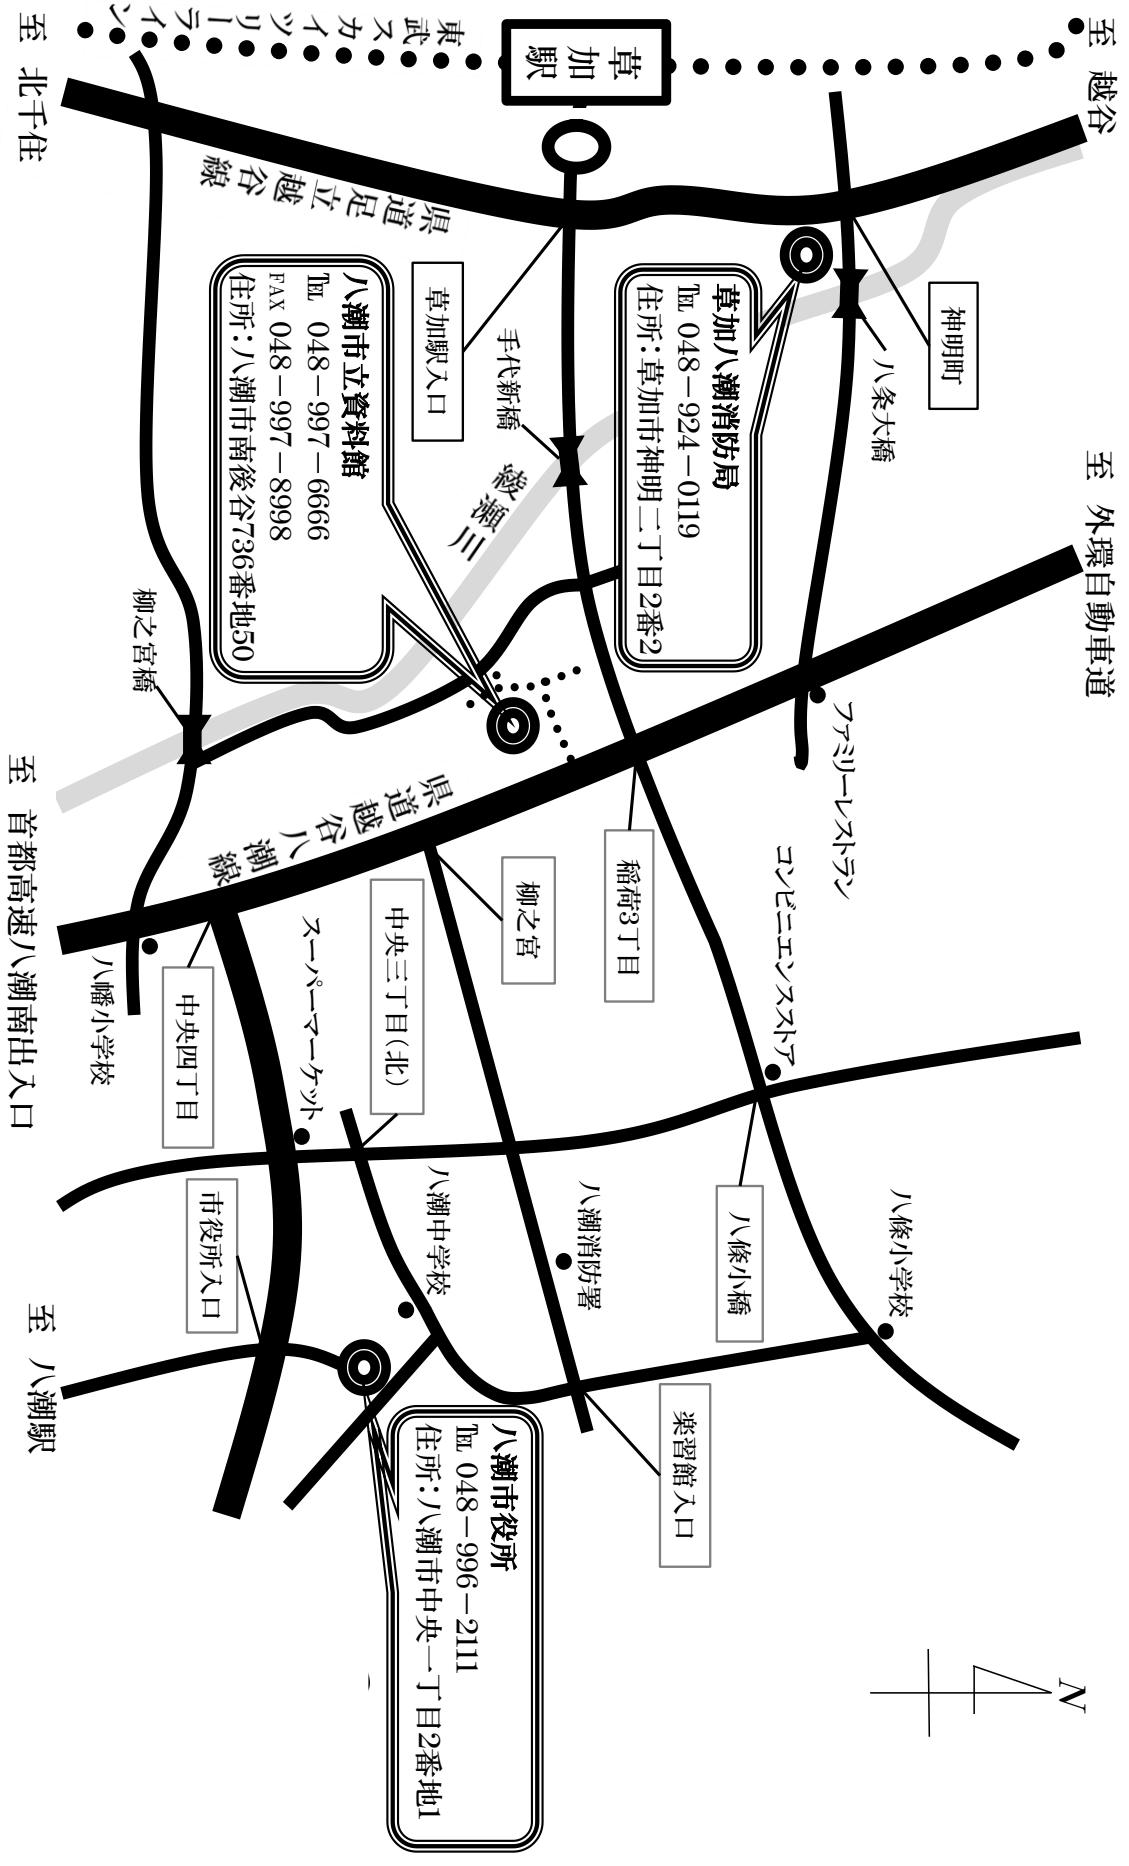 至 越谷
至 外環自動車道
神明町
八条大橋
ファミリーレストラン
コンビニエンスストア
八條小学校
N
草加駅
草加八潮消防局
℡ 048－924－0119
住所：草加市神明二丁目2番2
稲荷3丁目
八條小橋
楽習館入口
手代新橋
綾瀬川
柳之宮
八潮消防署
八潮市役所
℡ 048－996－2111
住所：八潮市中央一丁目2番地1
東武スカイツリーライン
県道足立越谷線
草加駅入口
八潮市立資料館
℡ 048－997－6666
FAX 048－997－8998
住所：八潮市南後谷736番地50
県道越谷八潮線
中央三丁目（北）
八潮中学校
スーパーマーケット
市役所入口
中央四丁目
柳之宮橋
八幡小学校
至 北千住
至 首都高速八潮南出入口
至 八潮駅